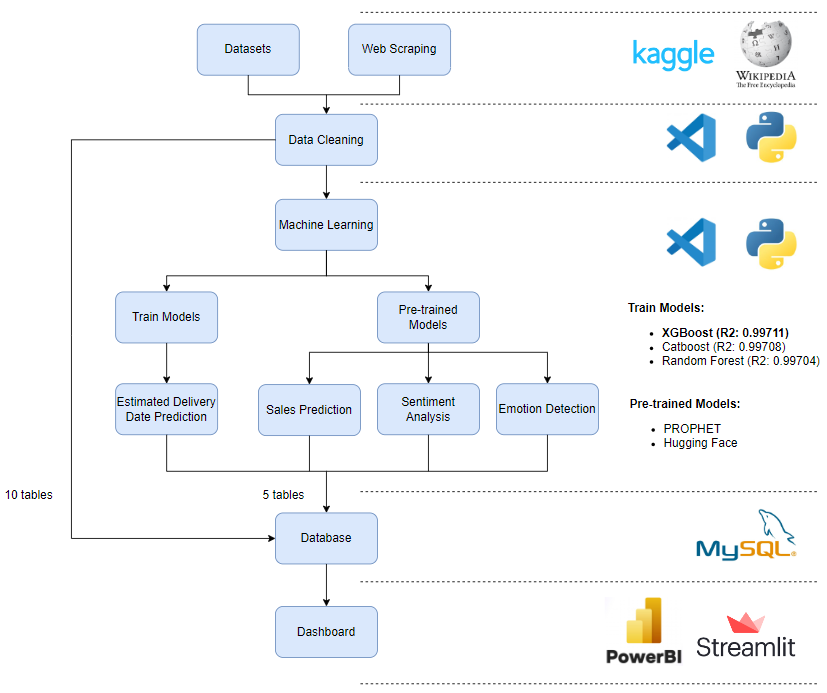 Datasets
Web Scraping
kaggle
WIKIPEDIA
The Free Encyclopedia
Data Cleaning
Machine Learning
Train Models
Pre-trained
Models
Train Models:
XGBoost (R2: 0.99711)
Catboost (R2: 0.99708)
Random Forest (R2: 0.99704)
Estimated Delivery
Date Prediction
Sales Prediction
Sentiment
Analysis
Emotion Detection
Pre-trained Models:
PROPHET
Hugging Face
10 tables
5 tables
Database
MySQL®
Dashboard
PowerBI
Streamlit